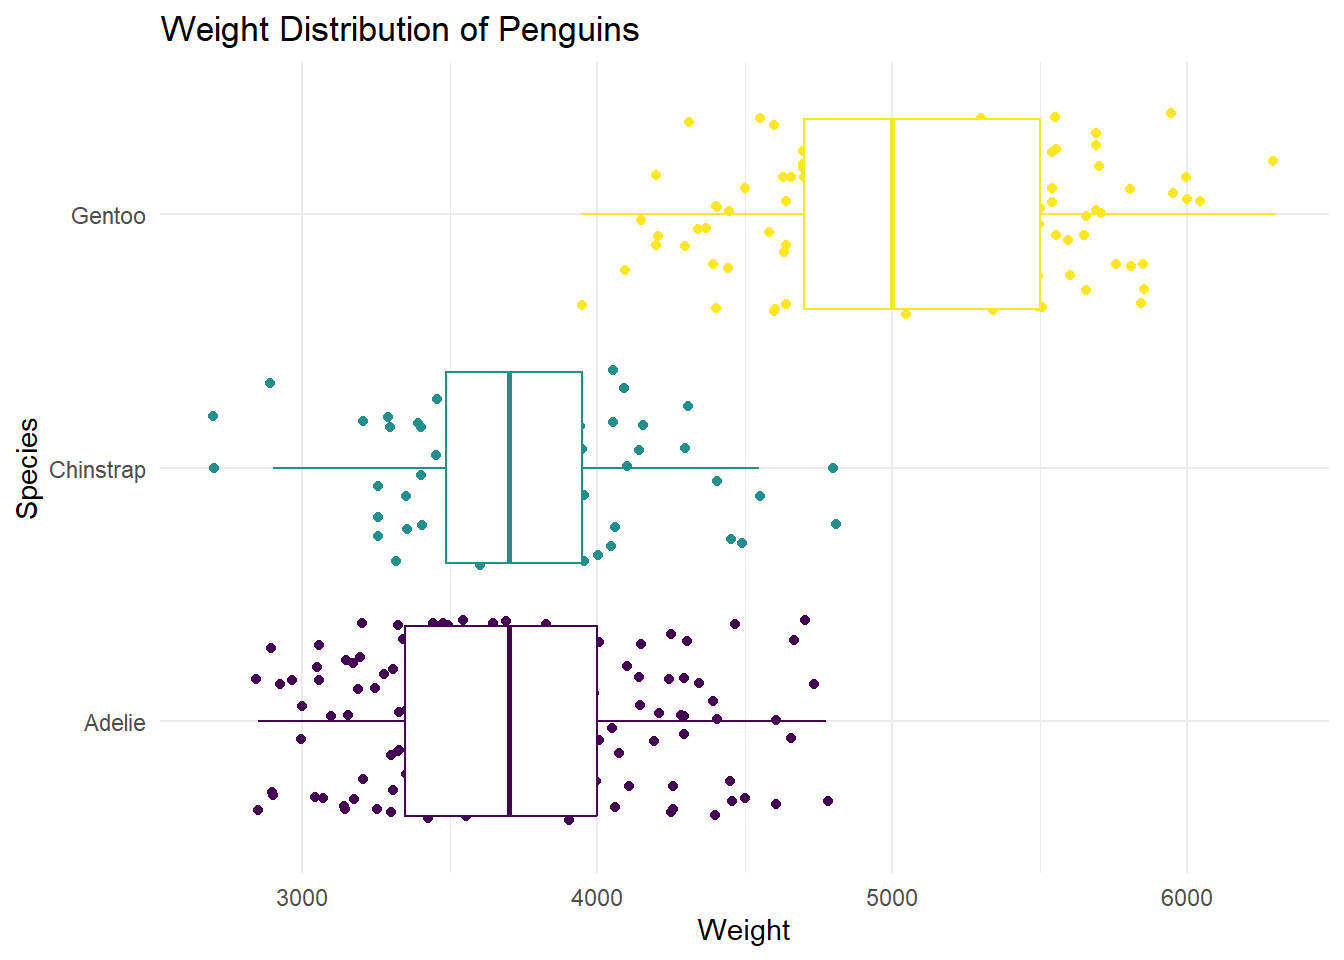 Weight Distribution of Penguins
Species
Gentoo
Chinstrap
Adelie
3000 4000 5000 6000
Weight